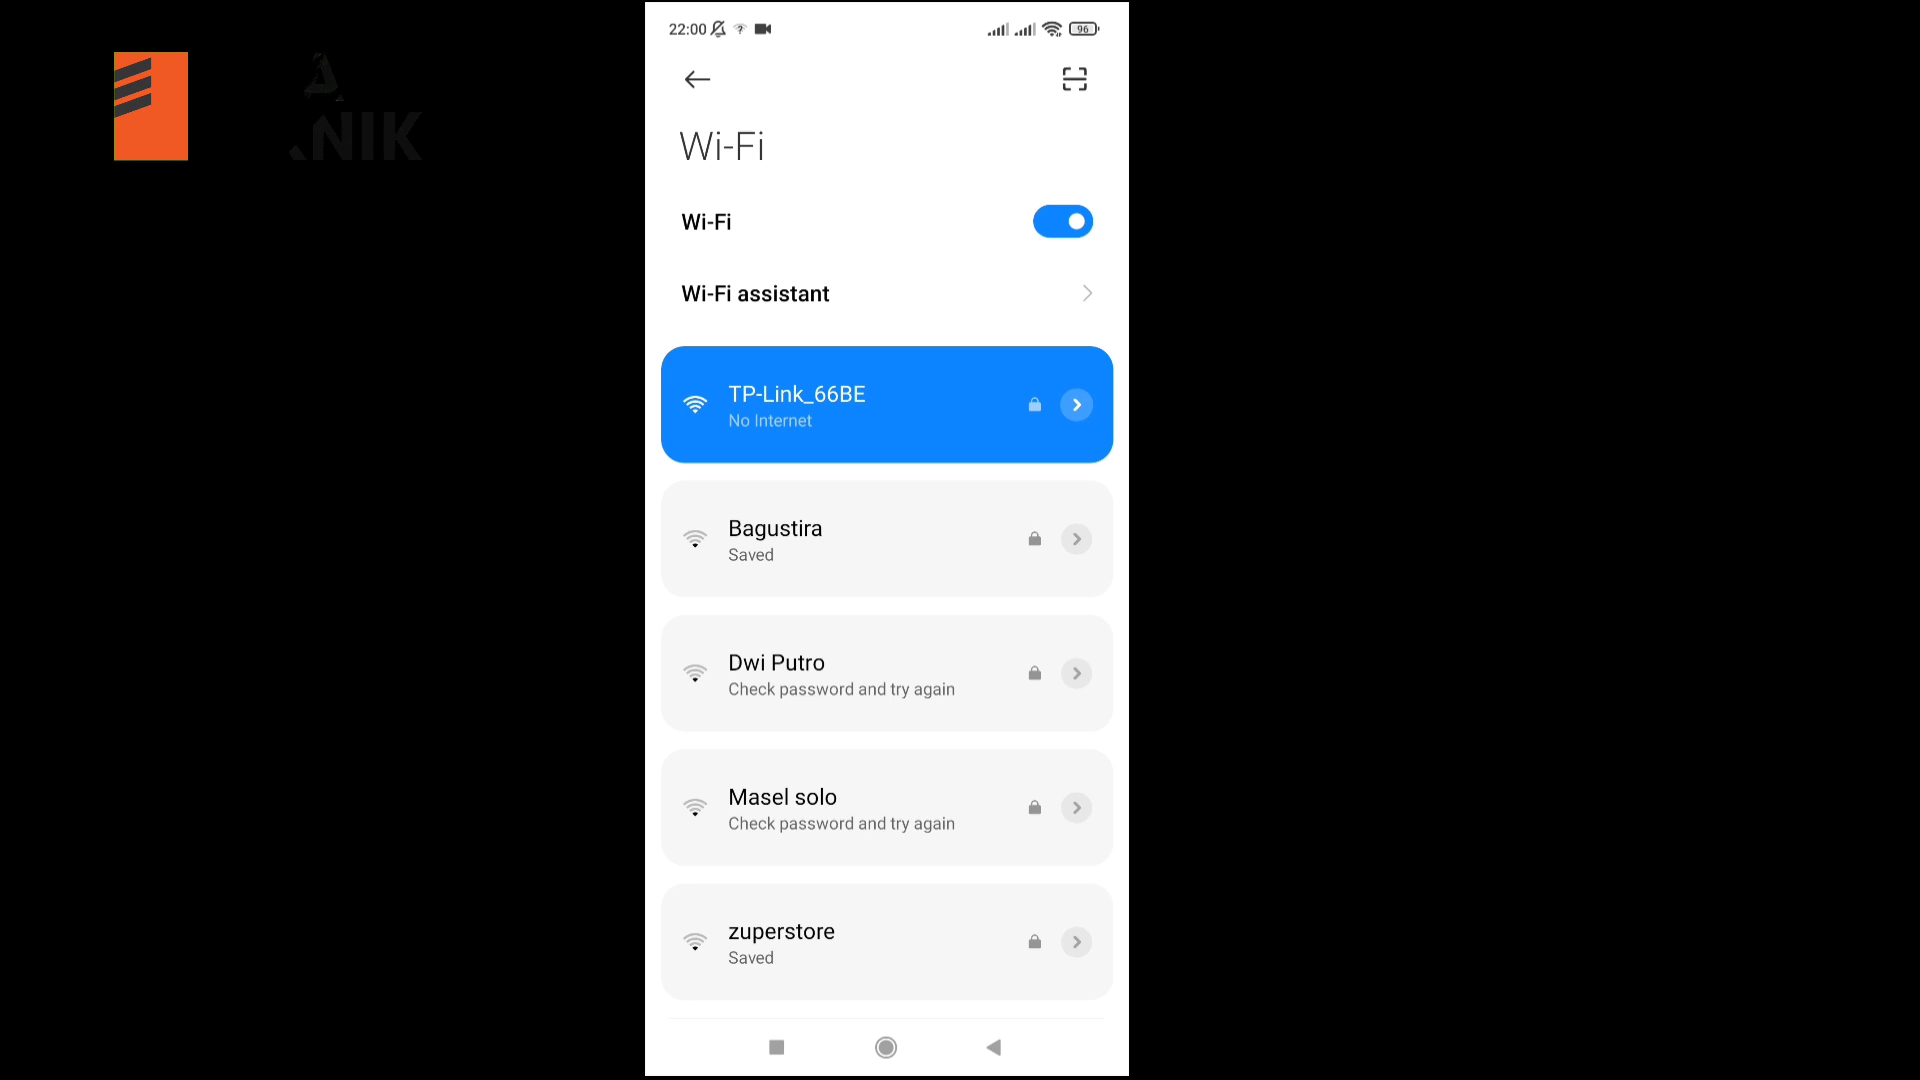 22:00
96
NIK
Wi-Fi
Wi-Fi
Wi-Fi assistant
TP-Link_66BE
No Internet
Bagustira
Saved
Dwi Putro
Check password and try again
Masel solo
Check password and try again
zuperstore
Saved